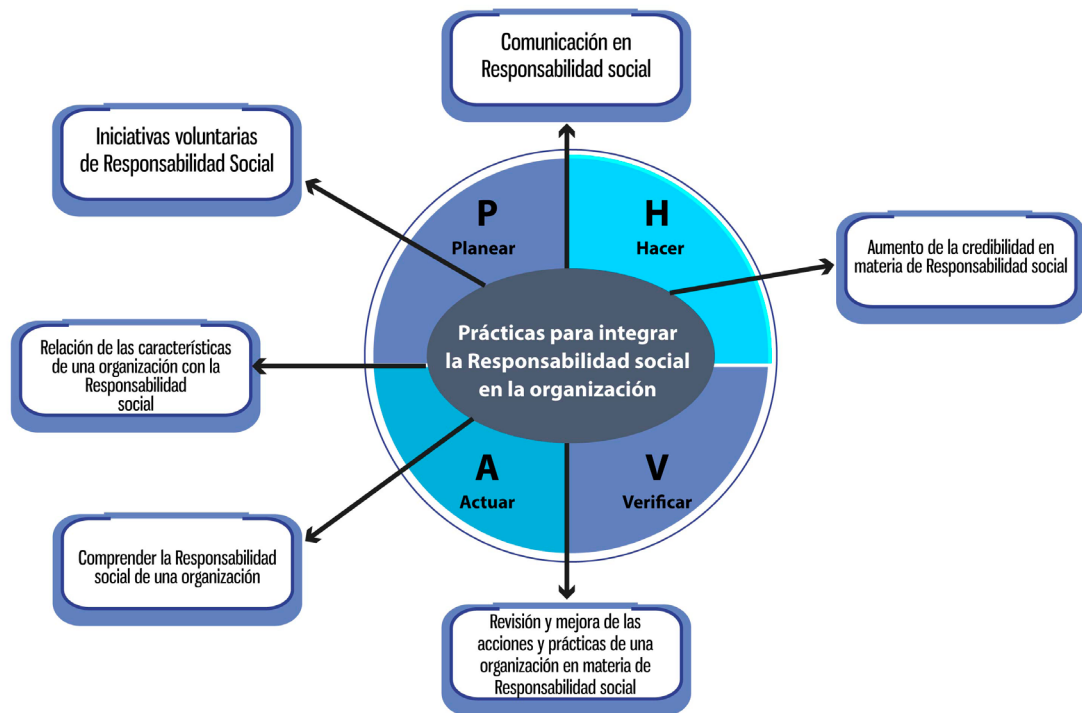 Comunicación en
Responsabilidad social
Iniciativas voluntarias
de Responsabilidad Social
P
Planear
H
Hacer
Aumento de la credibilidad en
materia de Responsabilidad social
Prácticas para integrar
la Responsabilidad social
en la organización
Relación de las características
de una organización con la
Responsabilidad
social
A
Actuar
V
Verificar
Comprender la Responsabilidad
social de una organización
Revisión y mejora de las
acciones y prácticas de una
organización en materia de
Responsabilidad social